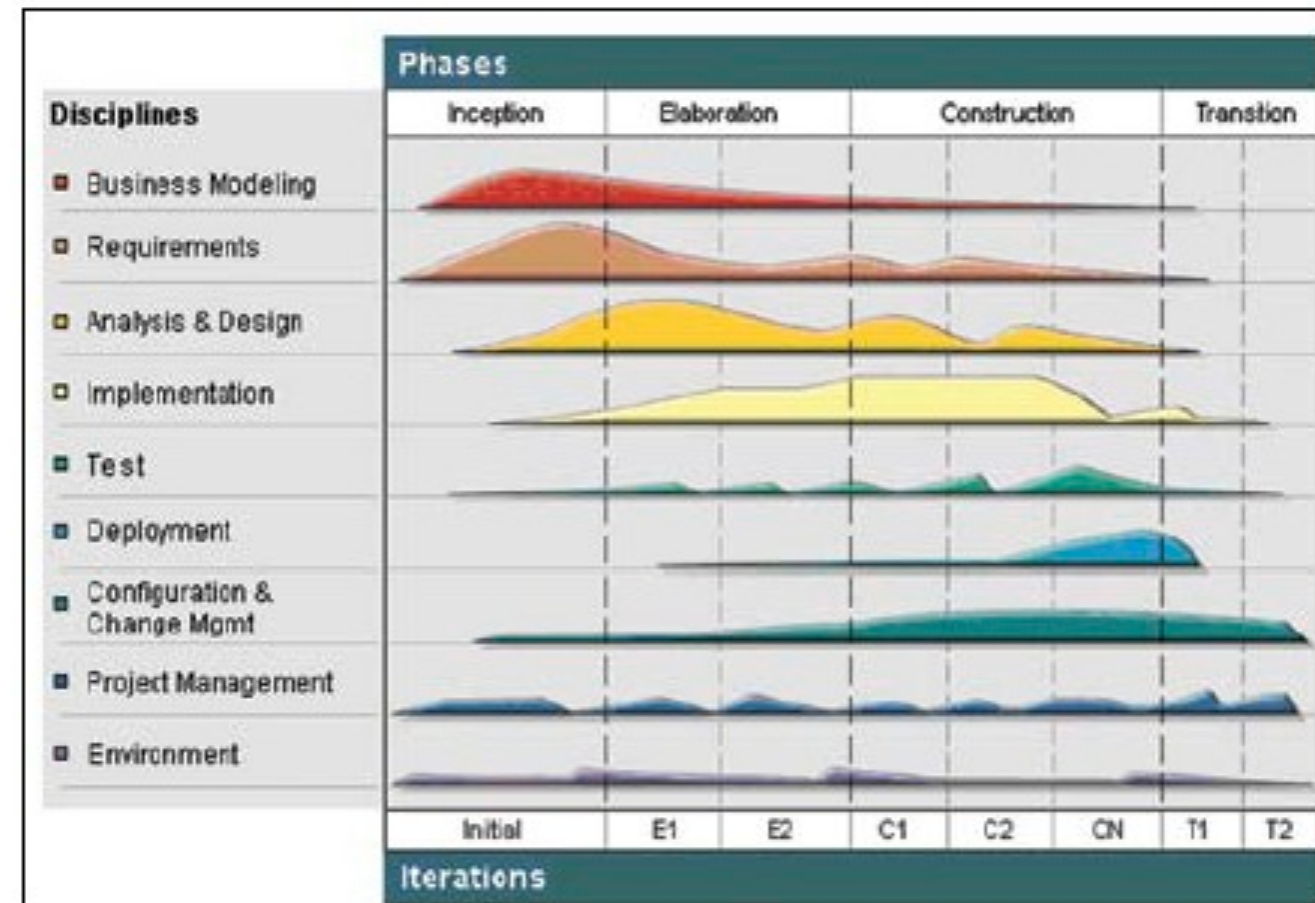 Phases
Disciplines
Inception
Elaboration
Construction
Transition
Business Modeling
Requirements
Analysis & Design
Implementation
Test
Deployment
Configuration &
Change Mgmt
Project Management
Environment
Initial
E1
E2
C1
C2
CN
T1
T2
Iterations